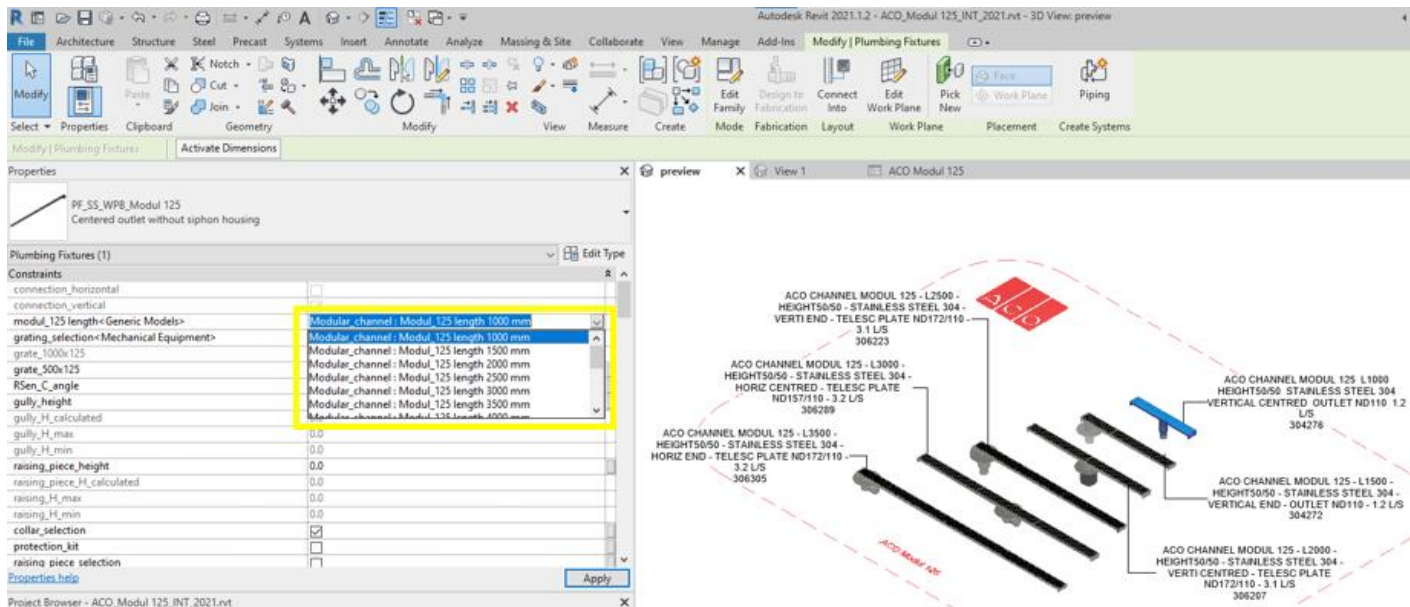 Autodesk Revit 2021.1.2 - ACO_Modul 125_INT_2021.rvt - 3D View: preview
File Architecture Structure Steel Precast Systems Insert Annotate Analyze Massing & Site Collaborate View Manage Add-Ins Modify | Plumbing Fixtures
Modify
Paste
Notch
Cut
Join
Edit Family
Design to Fabrication
Connect Into
Edit Work Plane
Pick New
Face
Work Plane
Piping
Select Properties Clipboard Geometry Modify View Measure Create Mode Fabrication Layout Work Plane Placement Create Systems
Modify | Plumbing Fixtures Activate Dimensions
Properties
PF_SS_WPB_Modul 125
Centered outlet without siphon housing
Plumbing Fixtures (1) Edit Type
Constraints
connection_horizontal
connection_vertical
modul_125 length<Generic Models> Modular_channel : Modul_125 length 1000 mm
grating_selection<Mechanical Equipment>
grate_1000x125
grate_500x125
RSen_C_angle
gully_height
gully_H_calculated 0.0
gully_H_max 0.0
gully_H_min 0.0
raising_piece_height 0.0
raising_piece_H_calculated 0.0
raising_H_max 0.0
raising_H_min 0.0
collar_selection
protection_kit
raising piece selection
Modular_channel : Modul_125 length 1000 mm
Modular_channel : Modul_125 length 1500 mm
Modular_channel : Modul_125 length 2000 mm
Modular_channel : Modul_125 length 2500 mm
Modular_channel : Modul_125 length 3000 mm
Modular_channel : Modul_125 length 3500 mm
Modular_channel : Modul_125 length 4000 mm
Properties help Apply
Project Browser - ACO_Modul 125_INT_2021.rvt
preview View 1 ACO Modul 125
ACO
ACO CHANNEL MODUL 125 - L2500 -
HEIGHT50/50 - STAINLESS STEEL 304 -
VERTI END - TELESC PLATE ND172/110 -
3.1 L/S
306223
ACO CHANNEL MODUL 125 - L3000 -
HEIGHT50/50 - STAINLESS STEEL 304 -
HORIZ CENTRED - TELESC PLATE
ND157/110 - 3.2 L/S
306289
ACO CHANNEL MODUL 125 - L3500 -
HEIGHT50/50 - STAINLESS STEEL 304 -
HORIZ END - TELESC PLATE ND172/110 -
3.2 L/S
306305
ACO CHANNEL MODUL 125 L1000
HEIGHT50/50 STAINLESS STEEL 304
VERTICAL CENTRED OUTLET ND110 1.2
L/S
304276
ACO CHANNEL MODUL 125 - L1500 -
HEIGHT50/50 - STAINLESS STEEL 304 -
VERTICAL END - OUTLET ND110 - 1.2 L/S
304272
ACO CHANNEL MODUL 125 - L2000 -
HEIGHT50/50 - STAINLESS STEEL 304 -
VERTI CENTRED - TELESC PLATE
ND172/110 - 3.1 L/S
306207
ACO Modul 125